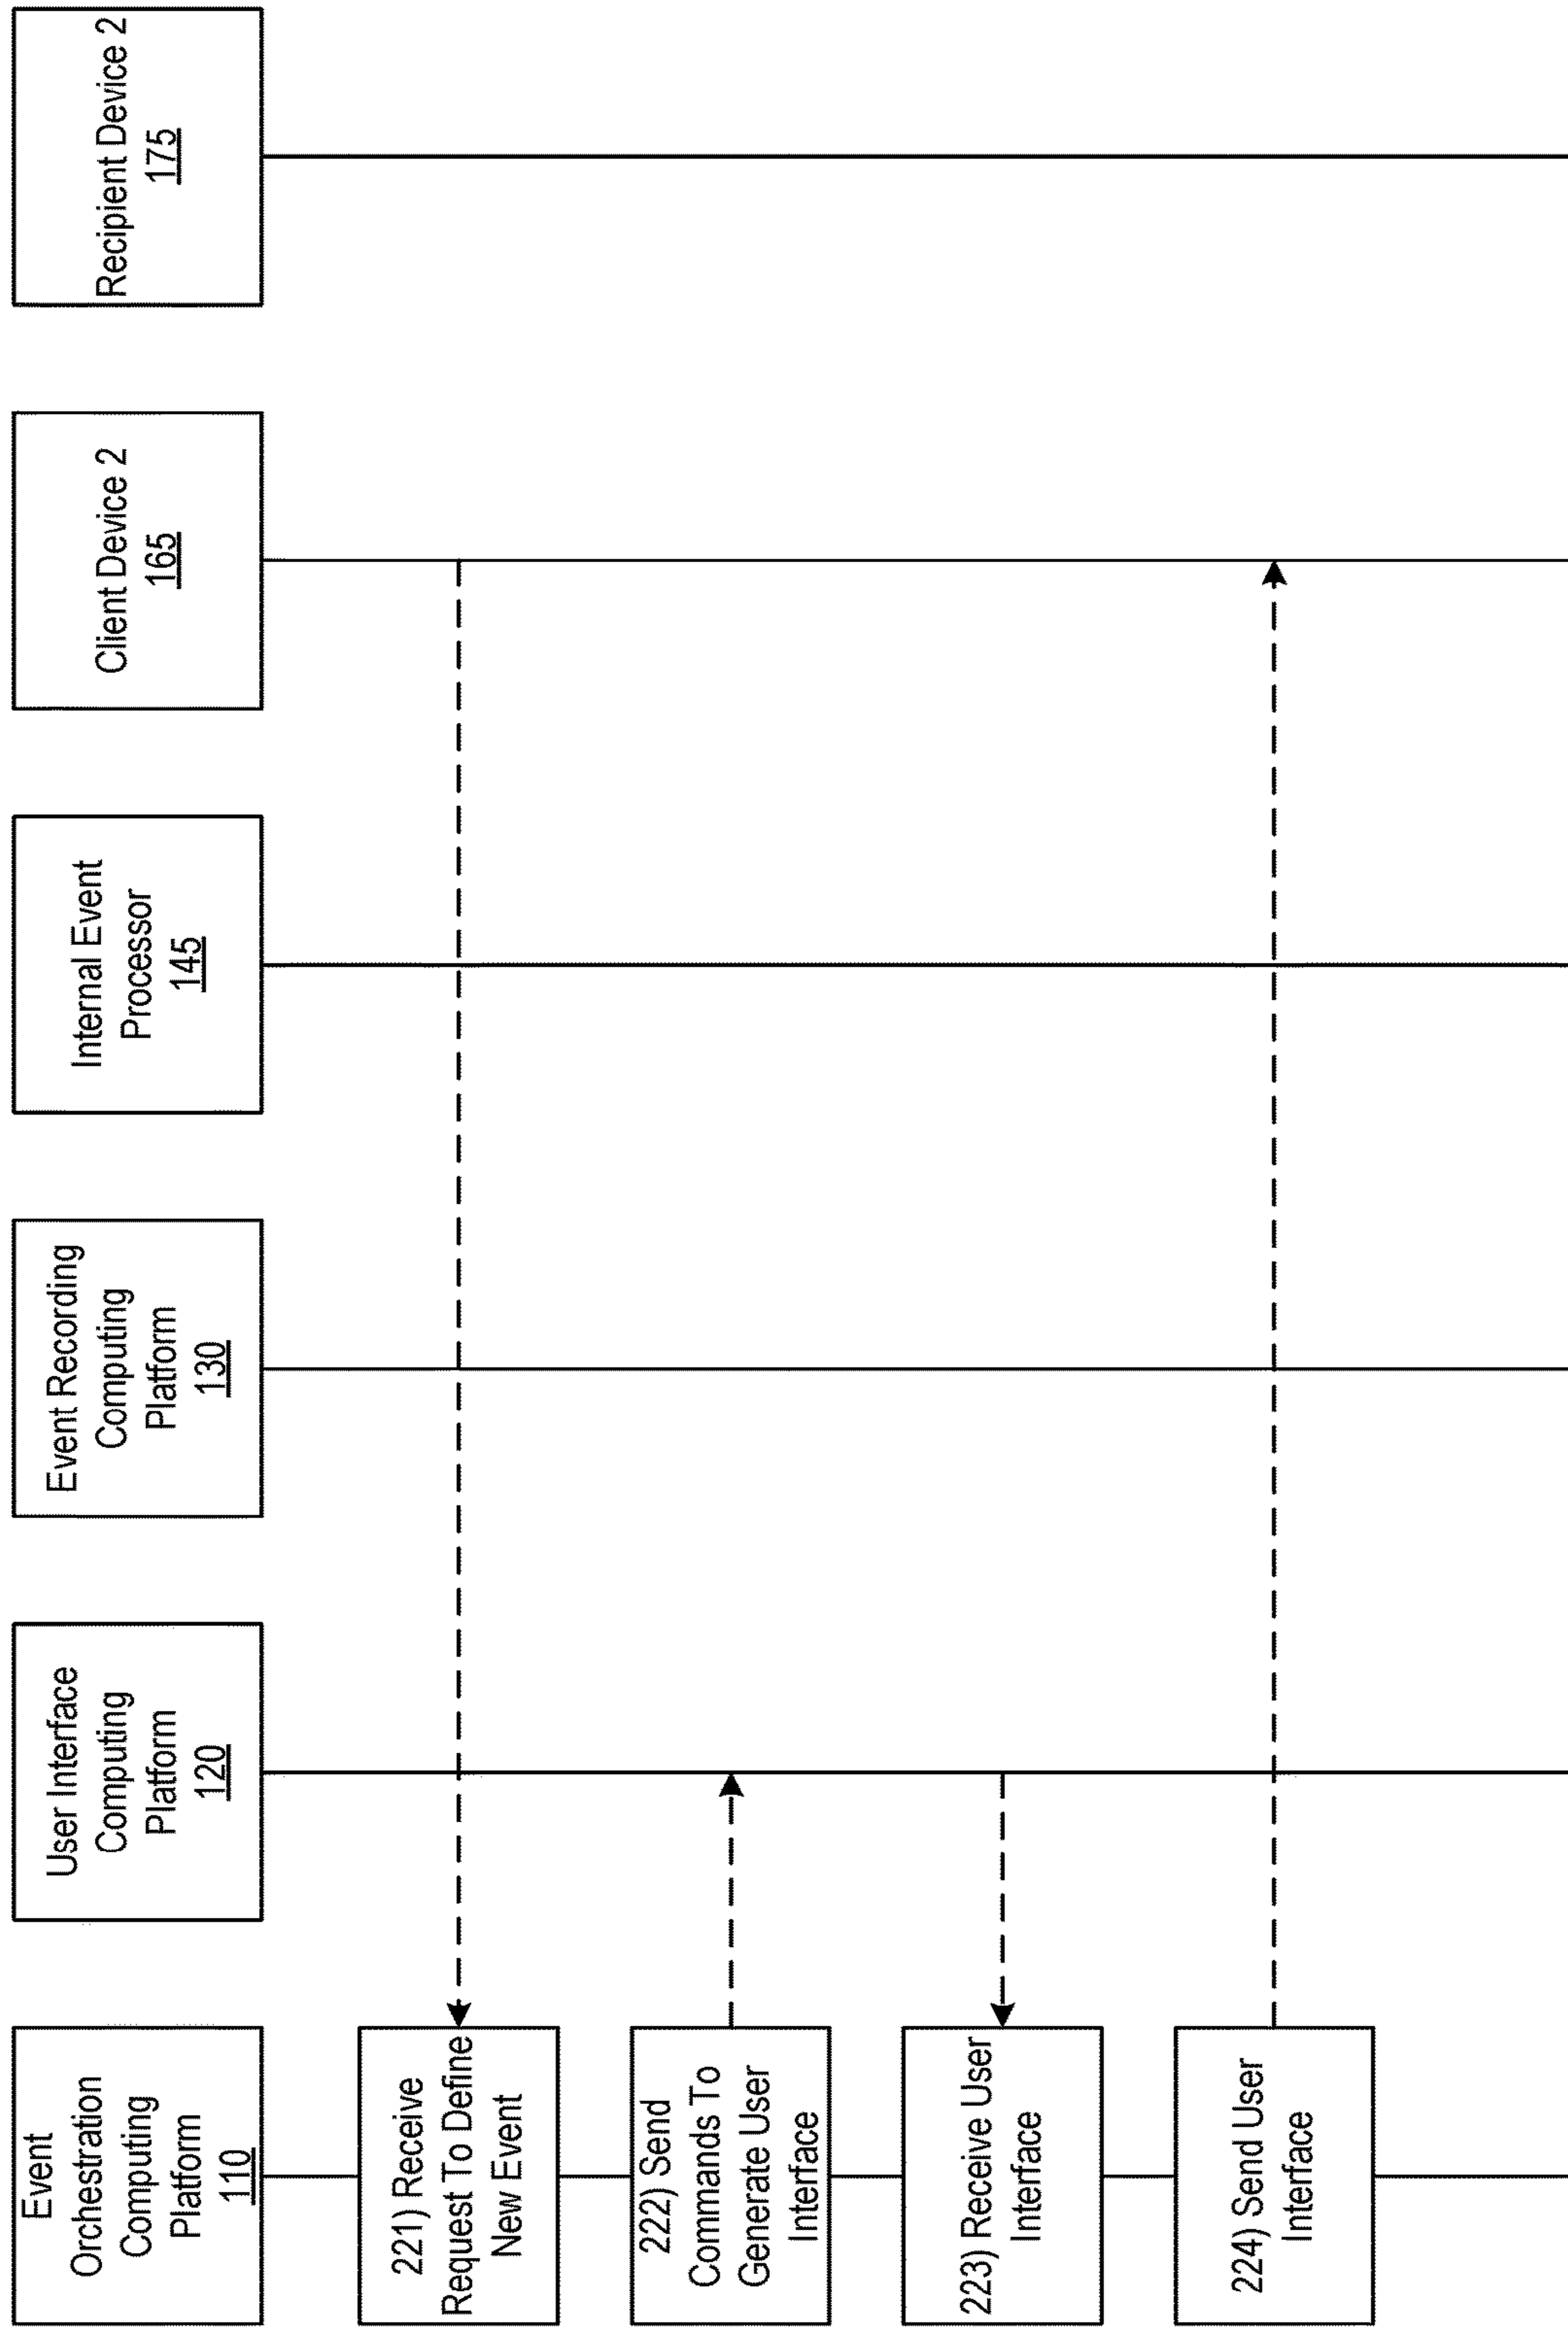 Event
Orchestration
Computing
Platform
110
User Interface
Computing
Platform
120
Event Recording
Computing
Platform
130
Internal Event
Processor
145
Client Device 2
165
Recipient Device 2
175
221) Receive
Request To Define
New Event
222) Send
Commands To
Generate User
Interface
223) Receive User
Interface
224) Send User
Interface